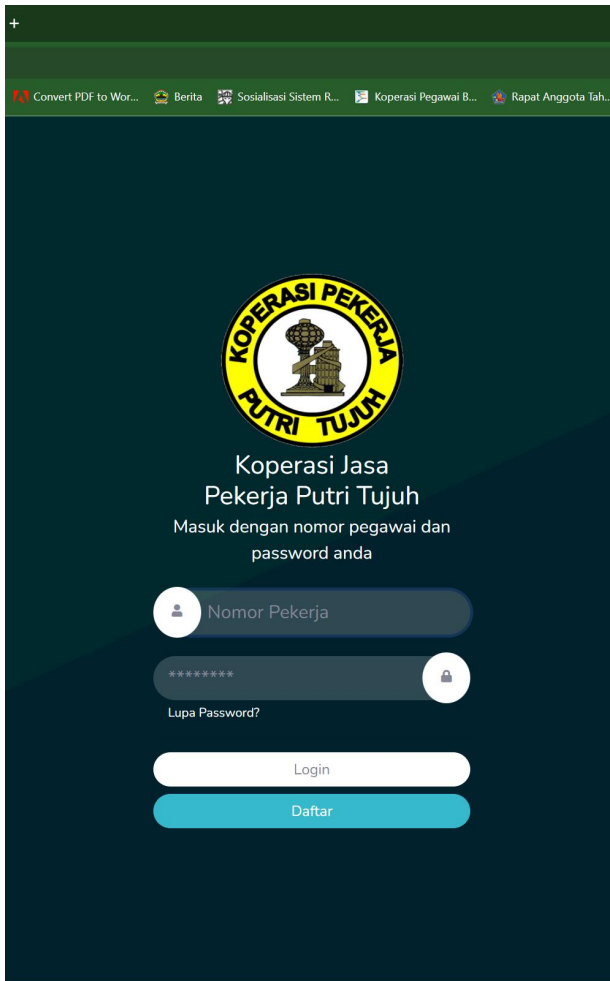 +
Convert PDF to Wor... Berita Sosialisasi Sistem R... Koperasi Pegawai B... Rapat Anggota Tah...
KOPERASI PEKERJA
PUTRI TUJUH
Koperasi Jasa
Pekerja Putri Tujuh
Masuk dengan nomor pegawai dan
password anda
Nomor Pekerja
********
Lupa Password?
Login
Daftar